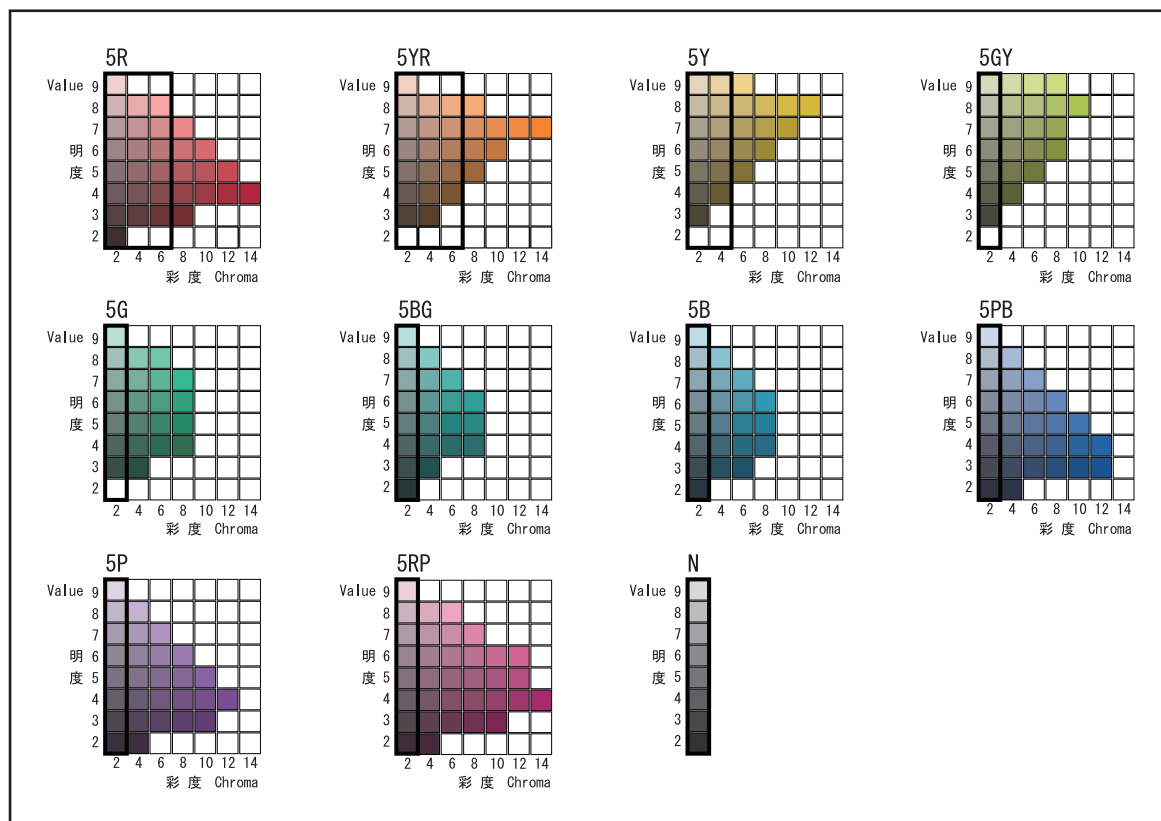 5R 5YR 5Y 5GY
Value 9 Value 9 Value 9 Value 9
8 8 8 8
7 7 7 7
明 6 明 6 明 6 明 6
度 5 度 5 度 5 度 5
4 4 4 4
3 3 3 3
2 2 2 2
2 4 6 8 10 12 14 2 4 6 8 10 12 14 2 4 6 8 10 12 14 2 4 6 8 10 12 14
彩 度 Chroma 彩 度 Chroma 彩 度 Chroma 彩 度 Chroma
5G 5BG 5B 5PB
Value 9 Value 9 Value 9 Value 9
8 8 8 8
7 7 7 7
明 6 明 6 明 6 明 6
度 5 度 5 度 5 度 5
4 4 4 4
3 3 3 3
2 2 2 2
2 4 6 8 10 12 14 2 4 6 8 10 12 14 2 4 6 8 10 12 14 2 4 6 8 10 12 14
彩 度 Chroma 彩 度 Chroma 彩 度 Chroma 彩 度 Chroma
5P 5RP N
Value 9 Value 9 Value 9
8 8 8
7 7 7
明 6 明 6 明 6
度 5 度 5 度 5
4 4 4
3 3 3
2 2 2
2 4 6 8 10 12 14 2 4 6 8 10 12 14
彩 度 Chroma 彩 度 Chroma